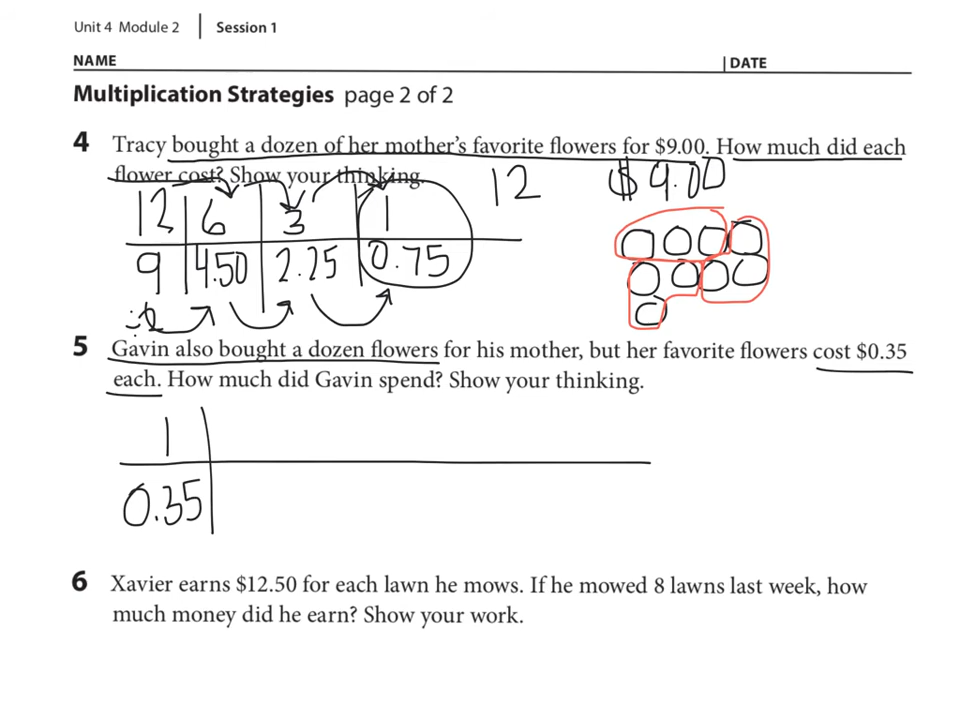 Unit 4 Module 2 | Session 1
NAME | DATE
Multiplication Strategies page 2 of 2
4 Tracy bought a dozen of her mother's favorite flowers for $9.00. How much did each
flower cost? Show your thinking.
12 $9.00
12 6 3 1
9 4.50 2.25 0.75
÷2
5 Gavin also bought a dozen flowers for his mother, but her favorite flowers cost $0.35
each. How much did Gavin spend? Show your thinking.
1
0.35
6 Xavier earns $12.50 for each lawn he mows. If he mowed 8 lawns last week, how
much money did he earn? Show your work.